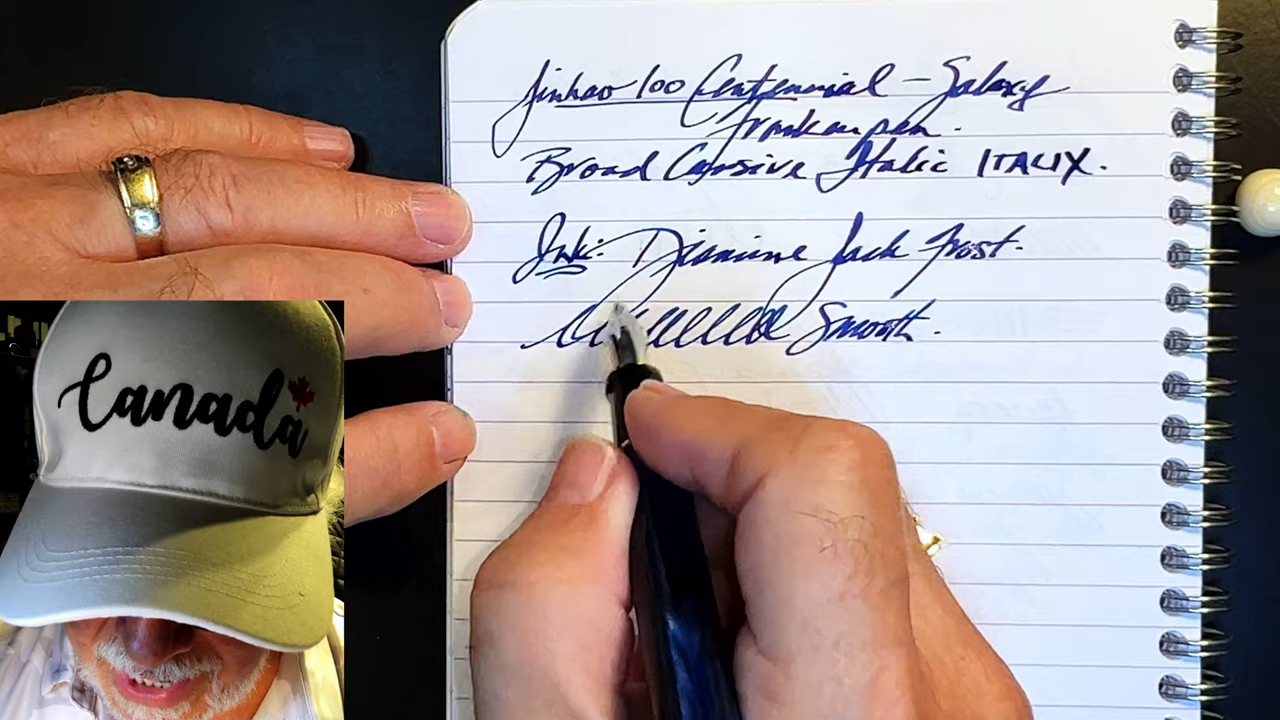 Jinhao 100 Centennial - Galaxy
Frankenpen.
Broad Cursive Italic ITALIX.
Ink: Diamine Jack Frost.
Smooth.
Canada